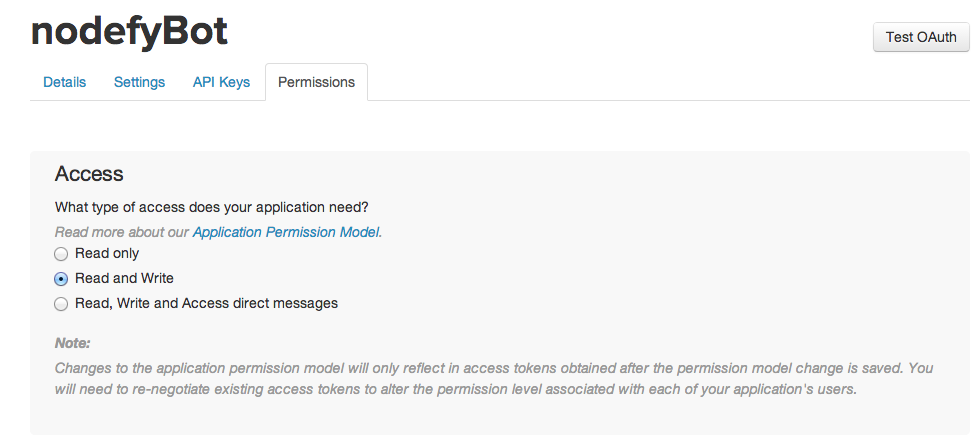 nodefyBot
Test OAuth
Details Settings API Keys Permissions
Access
What type of access does your application need?
Read more about our Application Permission Model.
Read only
Read and Write
Read, Write and Access direct messages
Note:
Changes to the application permission model will only reflect in access tokens obtained after the permission model change is saved. You
will need to re-negotiate existing access tokens to alter the permission level associated with each of your application's users.